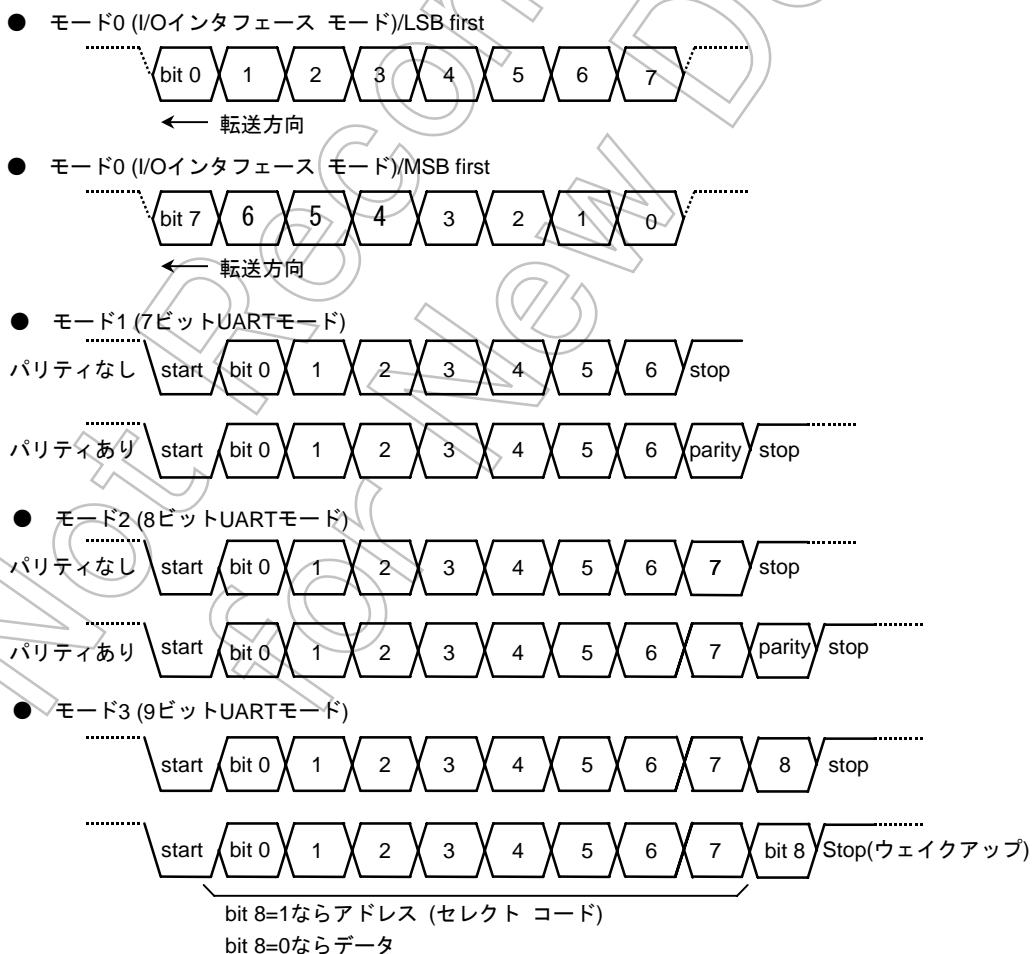 ● モード0 (I/Oインタフェース モード)/LSB first
bit 0 1 2 3 4 5 6 7
← 転送方向
● モード0 (I/Oインタフェース モード)/MSB first
bit 7 6 5 4 3 2 1 0
← 転送方向
● モード1 (7ビットUARTモード)
パリティなし start bit 0 1 2 3 4 5 6 stop
パリティあり start bit 0 1 2 3 4 5 6 parity stop
● モード2 (8ビットUARTモード)
パリティなし start bit 0 1 2 3 4 5 6 7 stop
パリティあり start bit 0 1 2 3 4 5 6 7 parity stop
● モード3 (9ビットUARTモード)
start bit 0 1 2 3 4 5 6 7 8 stop
start bit 0 1 2 3 4 5 6 7 bit 8 Stop(ウェイクアップ)
bit 8=1ならアドレス (セレクト コード)
bit 8=0ならデータ
Not Recom
for New D